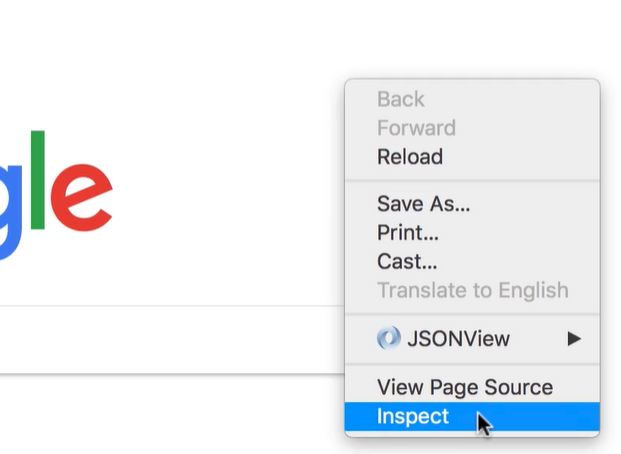 gle
Back
Forward
Reload
Save As...
Print...
Cast...
Translate to English
JSONView
View Page Source
Inspect